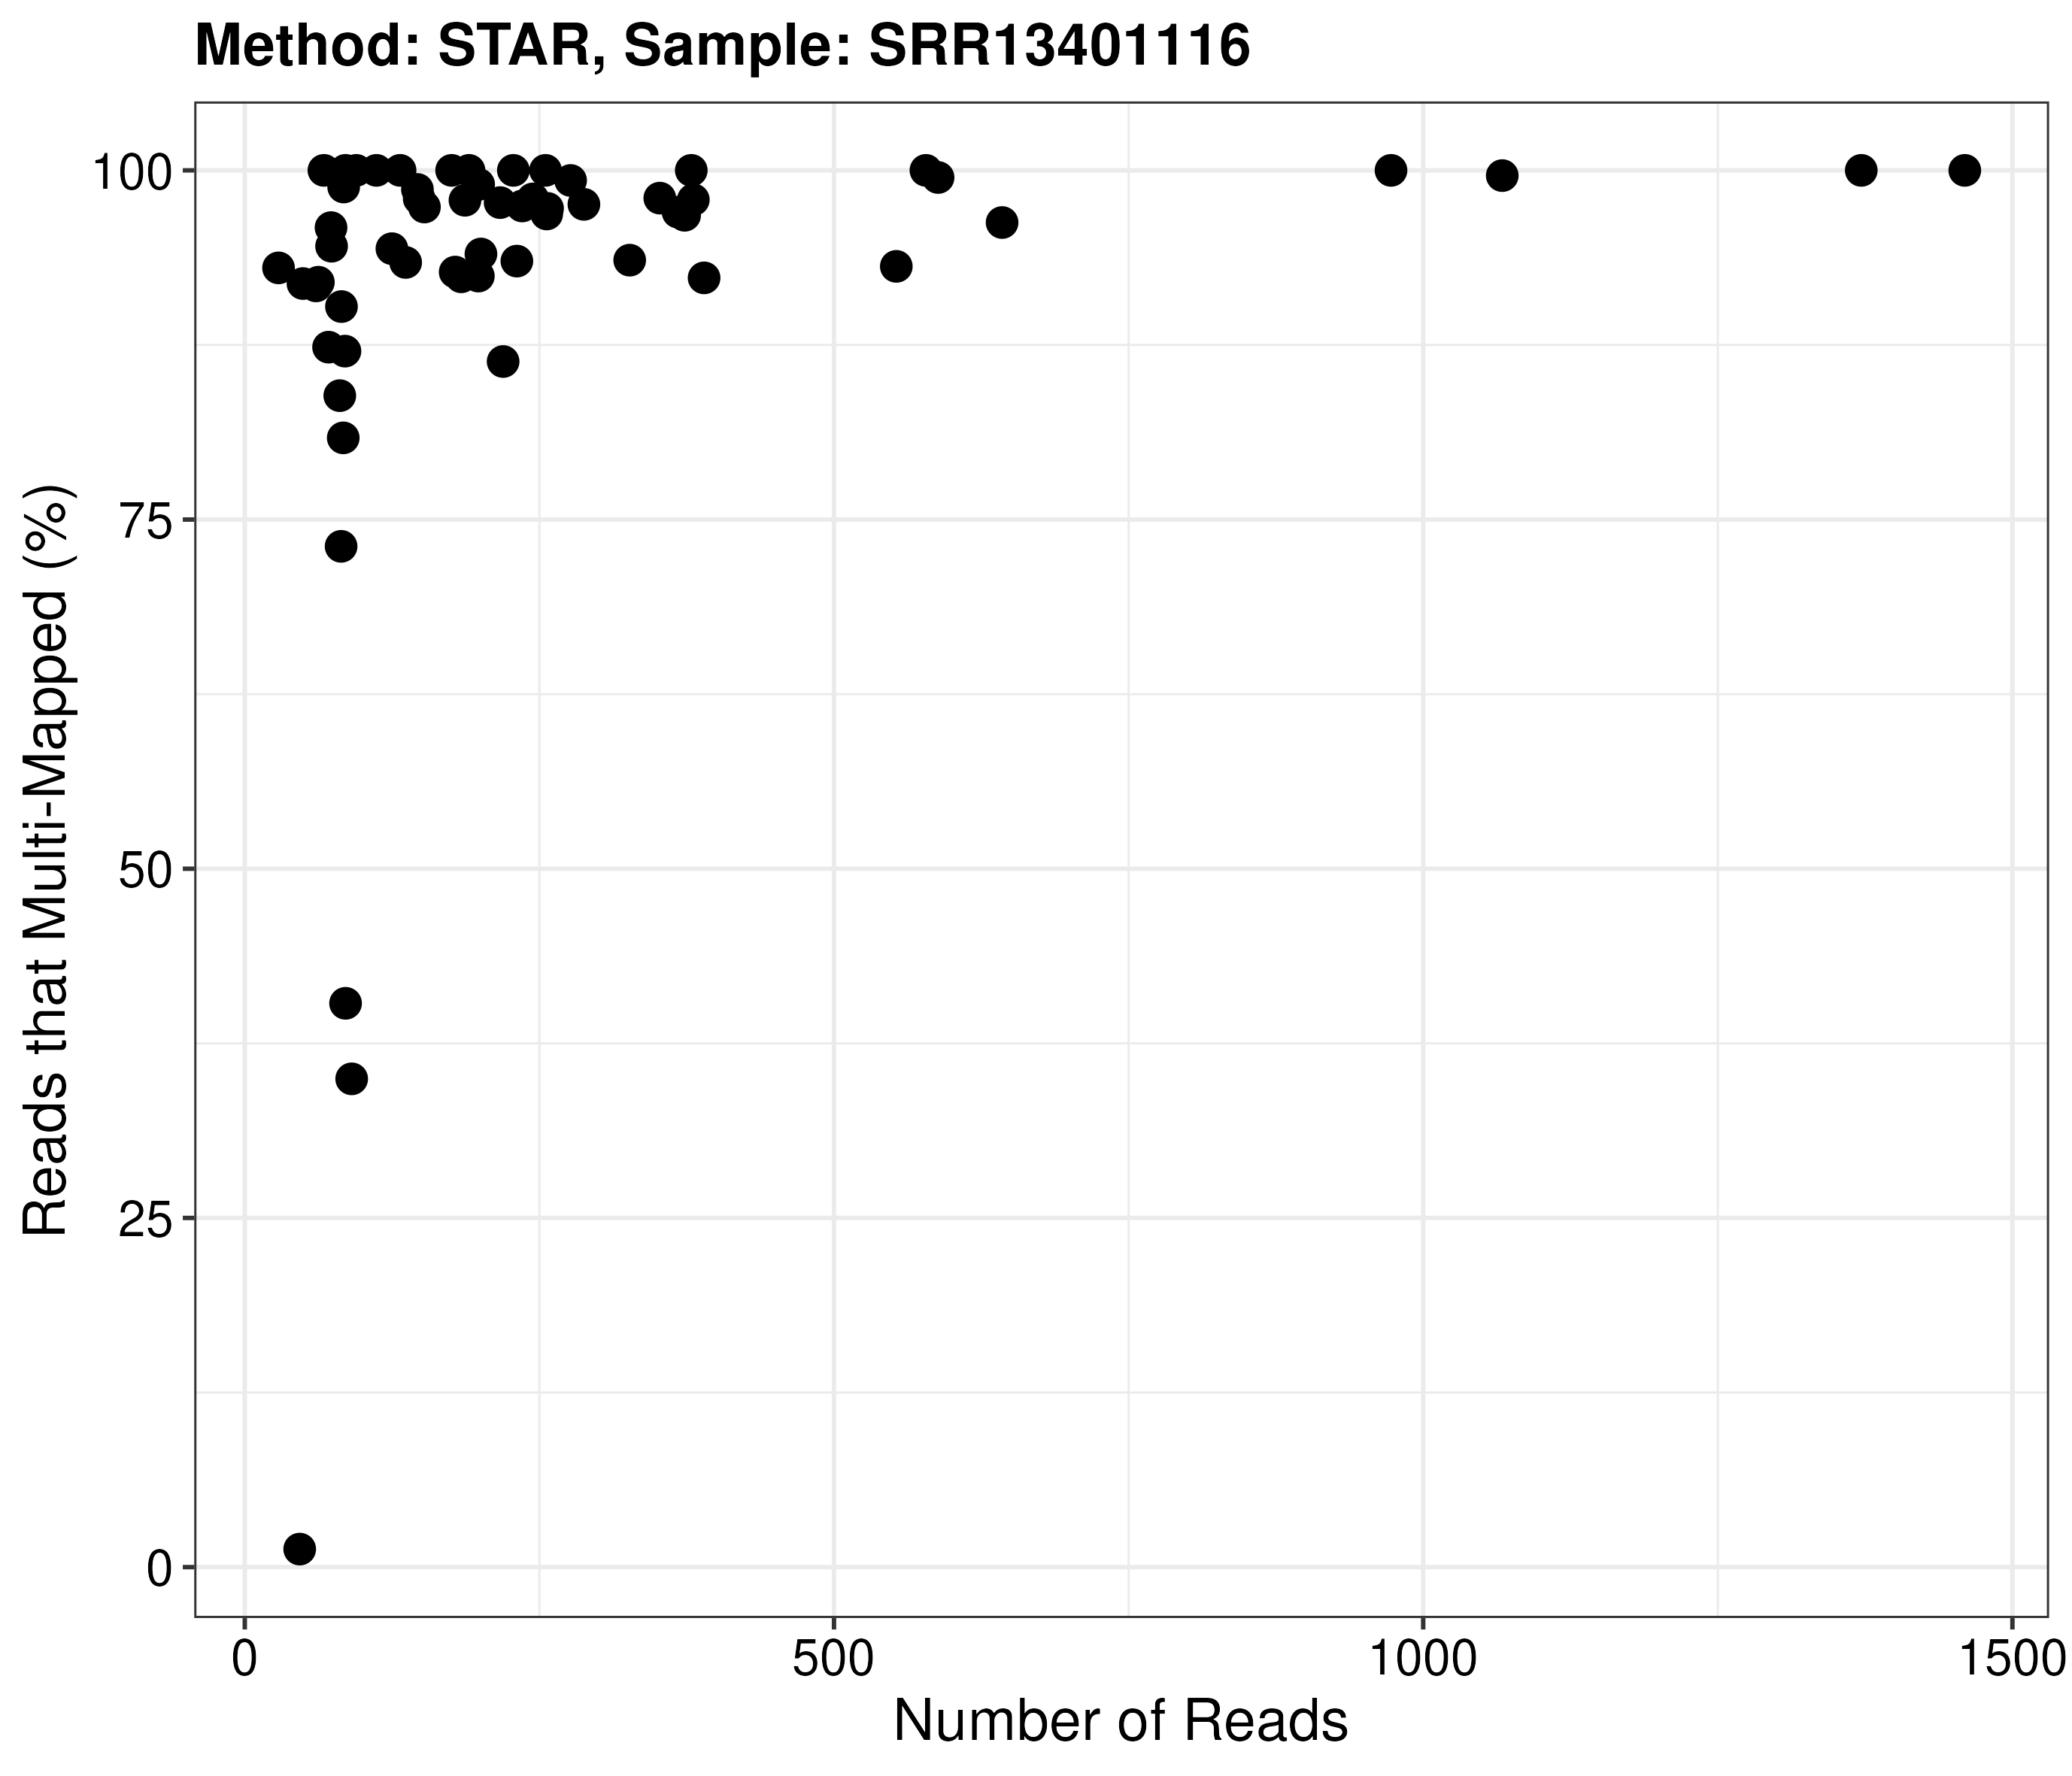 Method: STAR, Sample: SRR13401116
Reads that Multi-Mapped (%)
100
75
50
25
0
0 500 1000 1500
Number of Reads